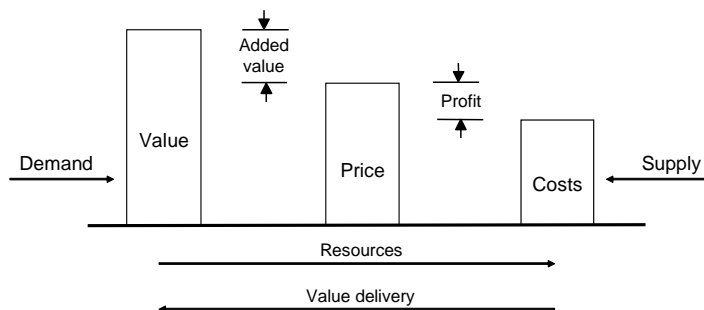 Added
value
Profit
Value
Demand
Supply
Price
Costs
Resources
Value delivery